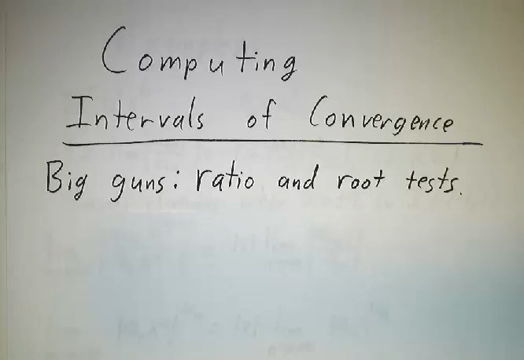 Computing
Intervals of Convergence
Big guns: ratio and root tests.